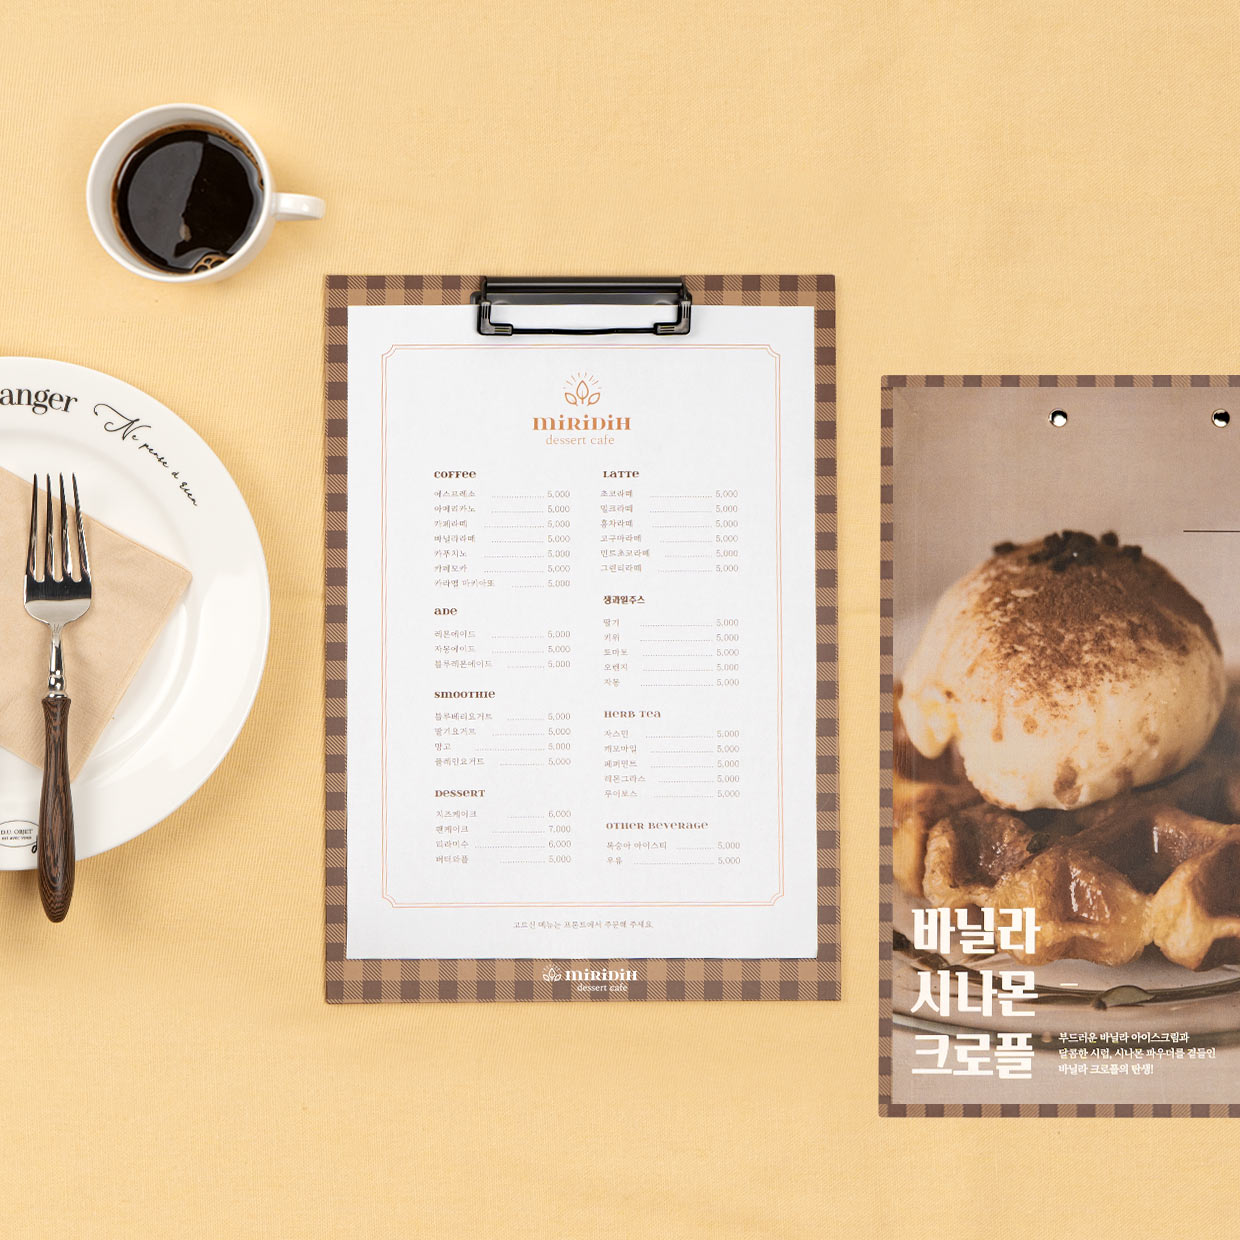 anger
Ne pense à rien
D.U. OBJET
MiRiDiH
dessert cafe
COFFee
에스프레소 5,000
아메리카노 5,000
카페라떼 5,000
바닐라라떼 5,000
카푸치노 5,000
카페모카 5,000
카라멜 마키아또 5,000
ADe
레몬에이드 5,000
자몽에이드 5,000
블루레몬에이드 5,000
SMOOTHie
블루베리요거트 5,000
딸기요거트 5,000
망고 5,000
플레인요거트 5,000
DeSSeRT
치즈케이크 6,000
팬케이크 7,000
티라미수 6,000
버터와플 5,000
LATTe
초코라떼 5,000
밀크라떼 5,000
홍차라떼 5,000
고구마라떼 5,000
민트초코라떼 5,000
그린티라떼 5,000
생과일주스
딸기 5,000
키위 5,000
토마토 5,000
오렌지 5,000
자몽 5,000
HeRB Tea
자스민 5,000
캐모마일 5,000
페퍼민트 5,000
레몬그라스 5,000
루이보스 5,000
OTHeR BeveRaGe
복숭아 아이스티 5,000
우유 5,000
고르신 메뉴는 프론트에서 주문해 주세요.
MiRiDiH
dessert cafe
바닐라
시나몬
크로플
부드러운 바닐라 아이스크림과
달콤한 시럽, 시나몬 파우더를 곁들인
바닐라 크로플의 탄생!